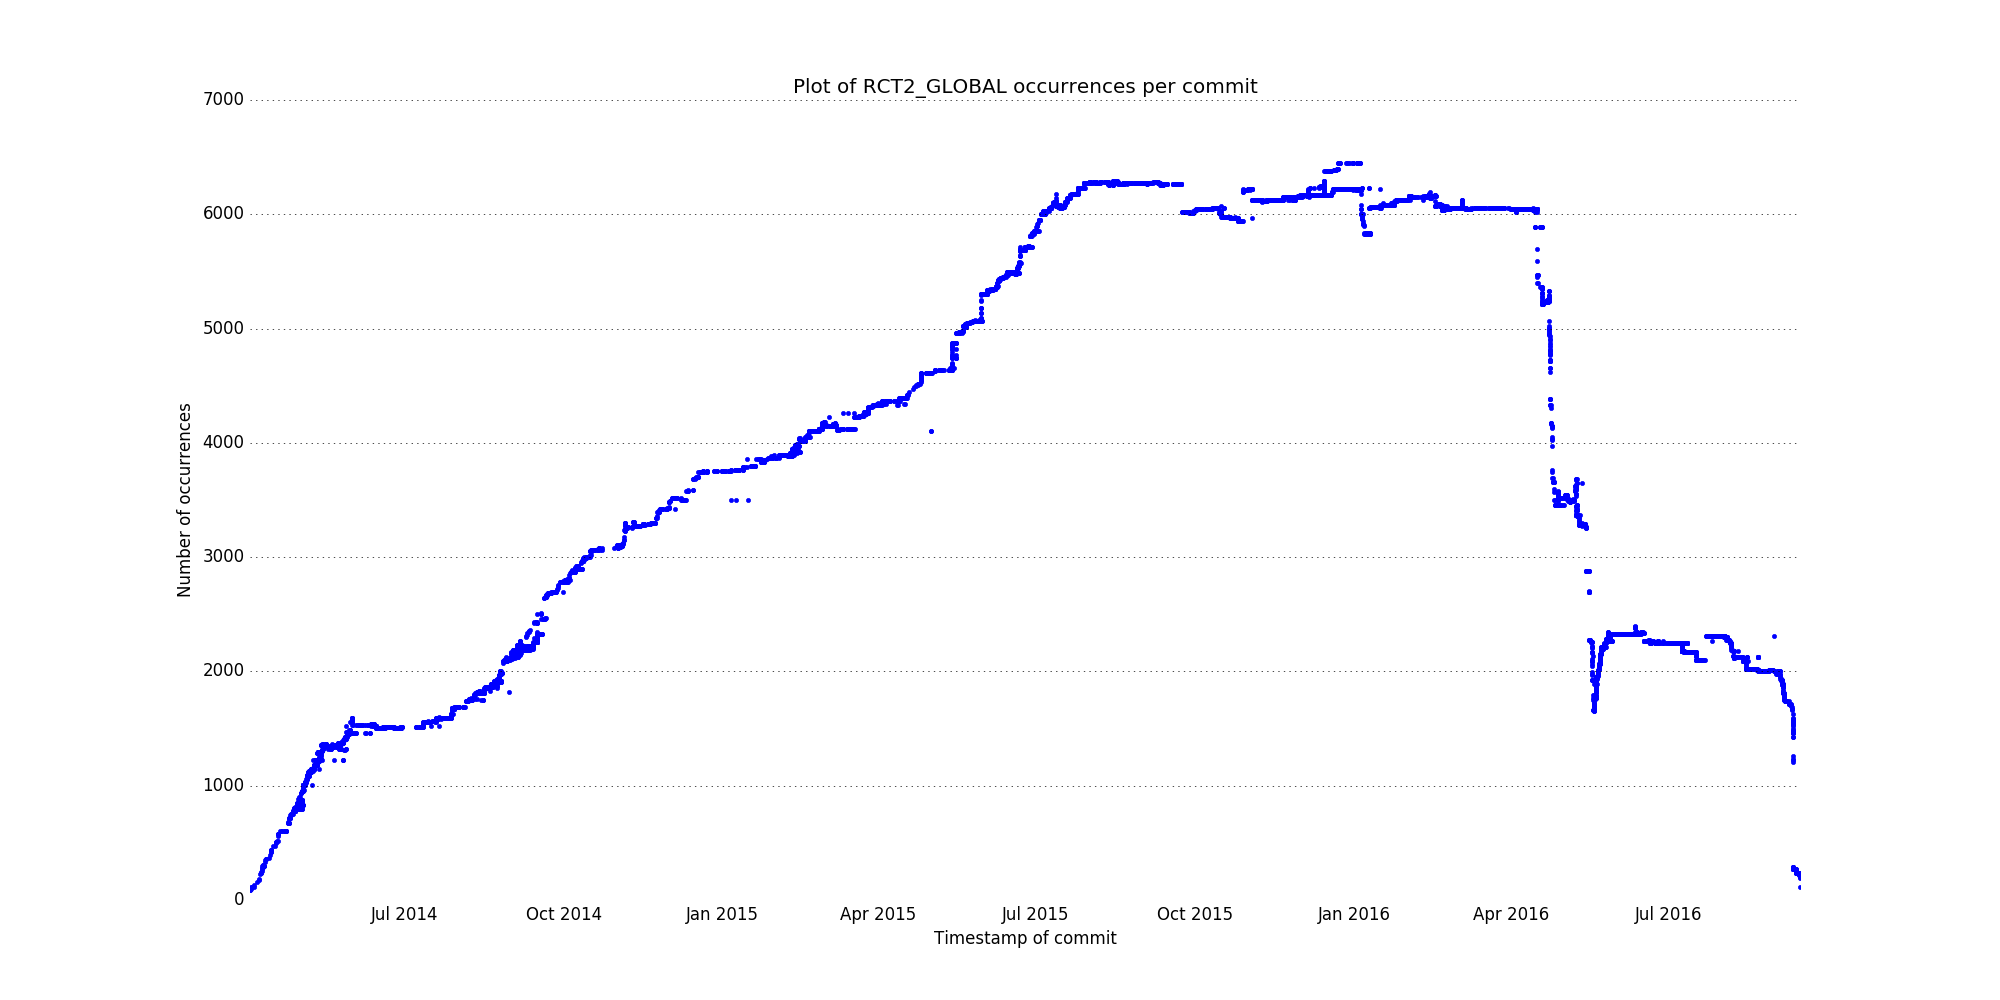 Plot of RCT2_GLOBAL occurrences per commit
7000
6000
5000
4000
3000
2000
1000
0
Number of occurrences
Jul 2014 Oct 2014 Jan 2015 Apr 2015 Jul 2015 Oct 2015 Jan 2016 Apr 2016 Jul 2016
Timestamp of commit